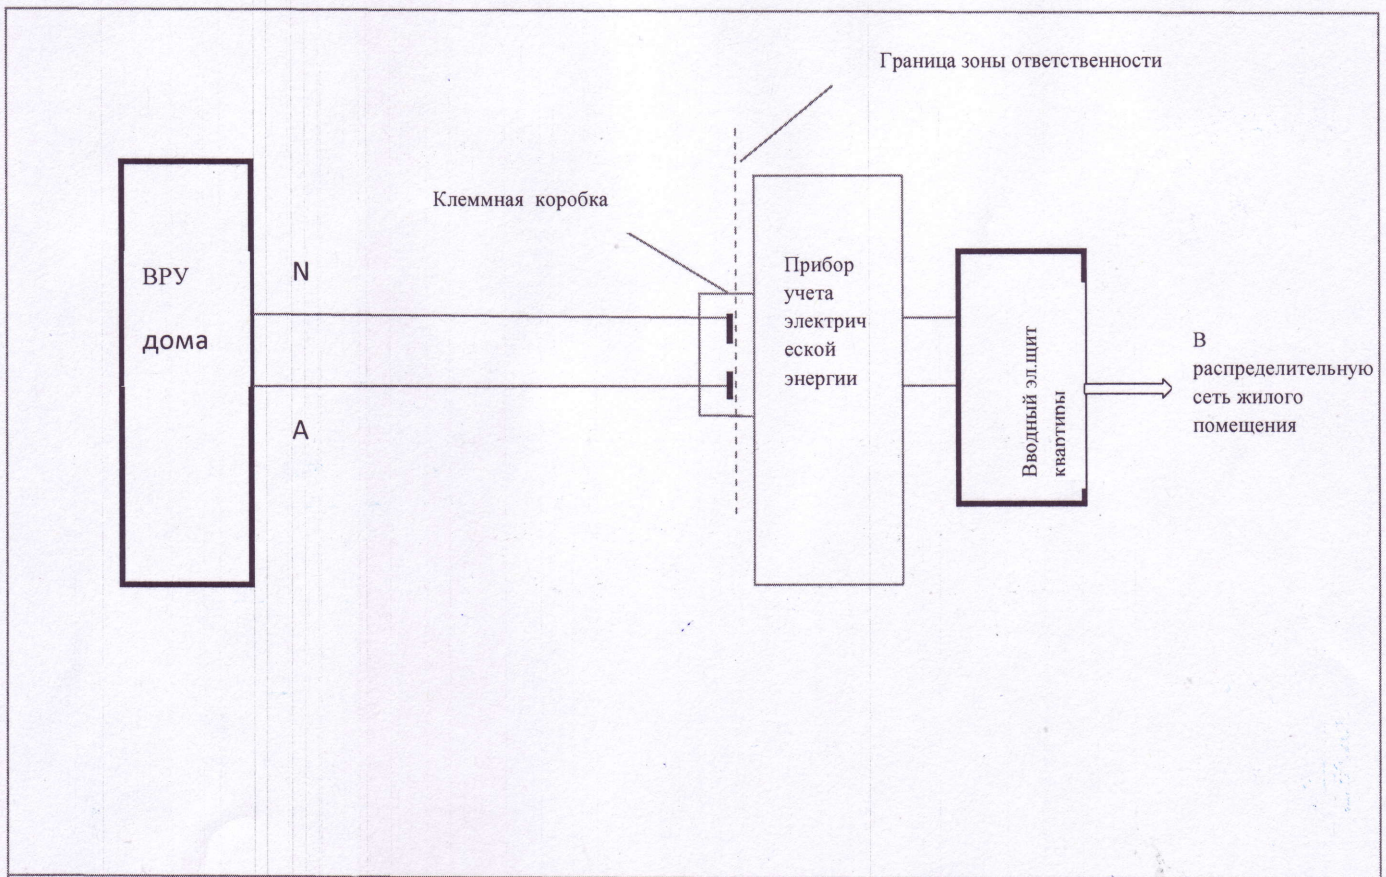 Граница зоны ответственности
Клеммная коробка
ВРУ
дома
N
A
Прибор
учета
электрич
еской
энергии
Вводный эл.щит
квартиры
В
распределительную
сеть жилого
помещения